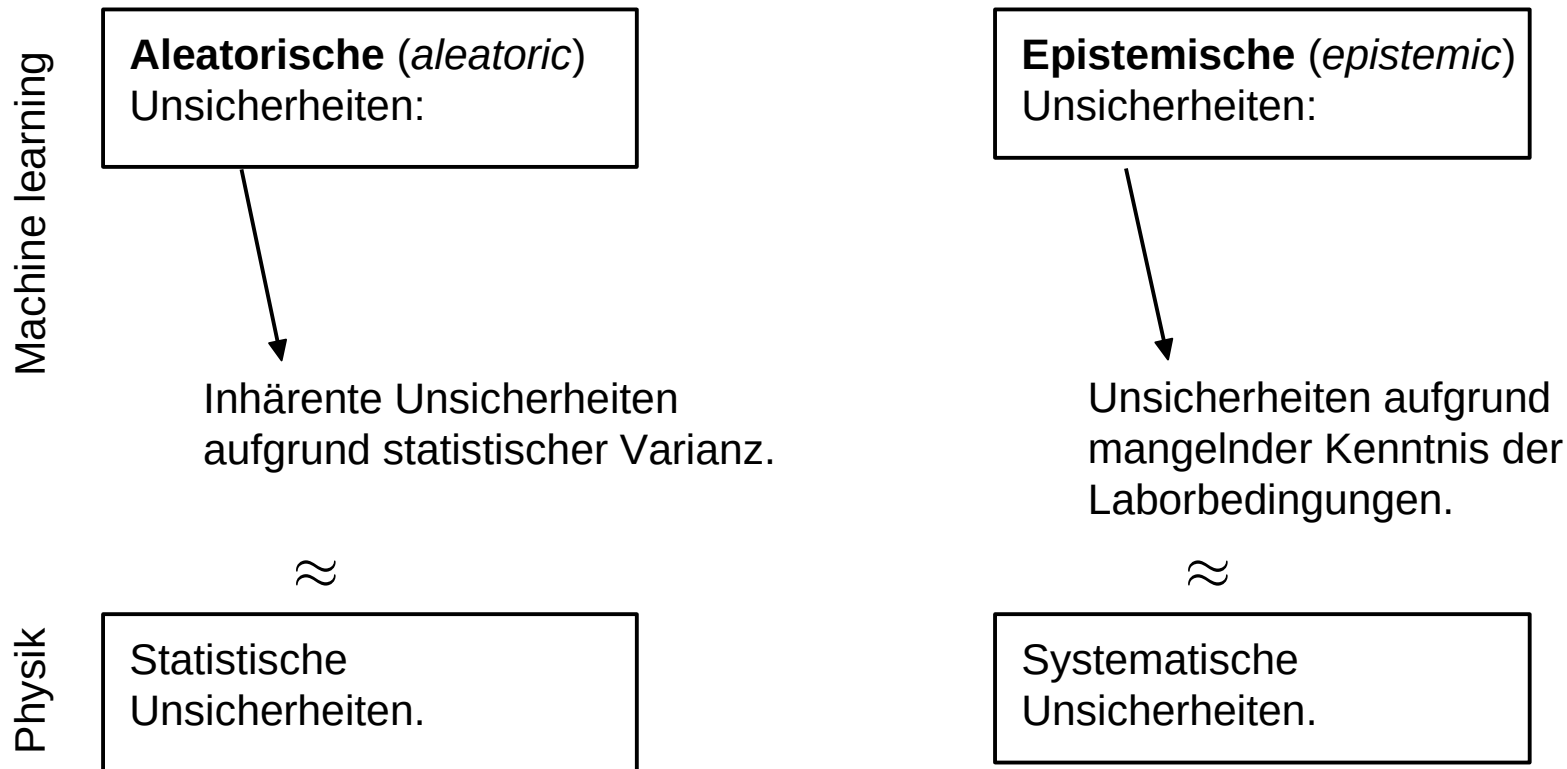 Machine learning
Aleatorische (aleatoric)
Unsicherheiten:
Epistemische (epistemic)
Unsicherheiten:
Inhärente Unsicherheiten
aufgrund statistischer Varianz.
Unsicherheiten aufgrund
mangelnder Kenntnis der
Laborbedingungen.
≈
≈
Physik
Statistische
Unsicherheiten.
Systematische
Unsicherheiten.